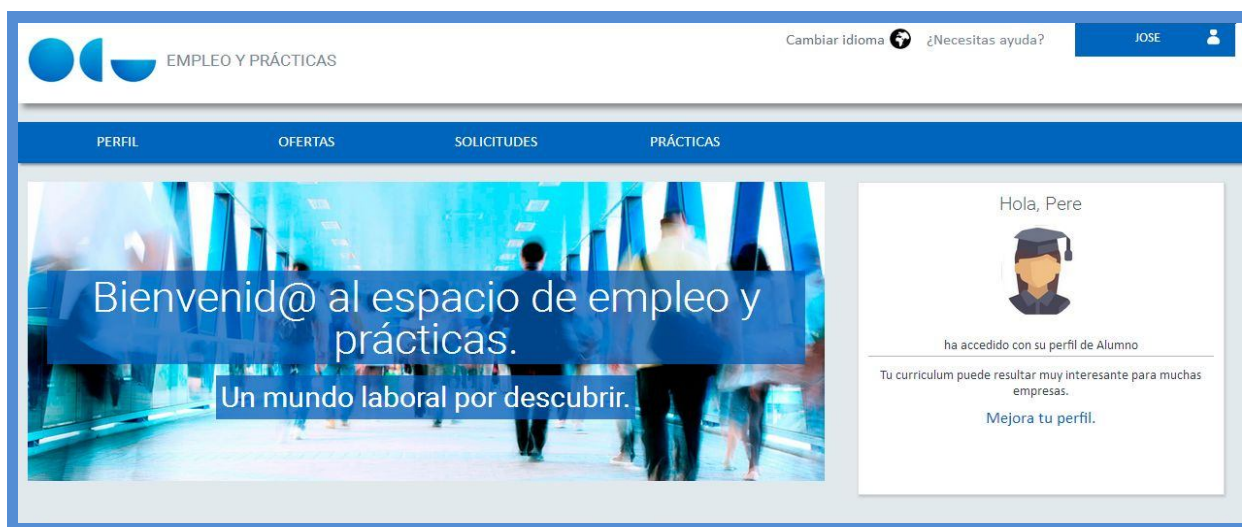 EMPLEO Y PRÁCTICAS
Cambiar idioma
¿Necesitas ayuda?
JOSE
PERFIL
OFERTAS
SOLICITUDES
PRÁCTICAS
Bienvenid@ al espacio de empleo y
prácticas.
Un mundo laboral por descubrir.
Hola, Pere
ha accedido con su perfil de Alumno
Tu curriculum puede resultar muy interesante para muchas
empresas.
Mejora tu perfil.